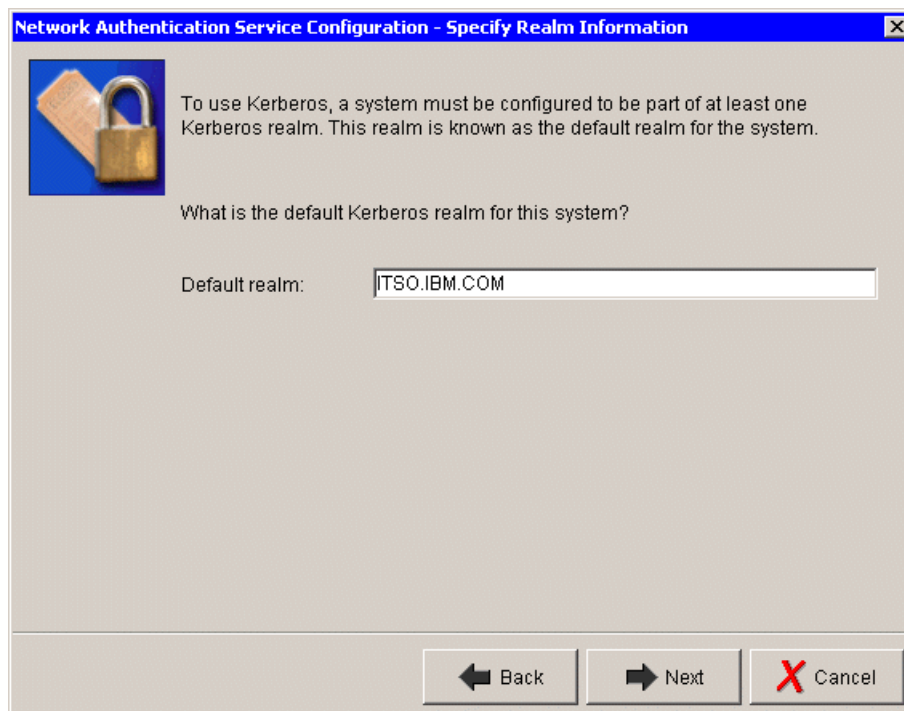 Network Authentication Service Configuration - Specify Realm Information
To use Kerberos, a system must be configured to be part of at least one
Kerberos realm. This realm is known as the default realm for the system.
What is the default Kerberos realm for this system?
Default realm: ITSO.IBM.COM
Back Next Cancel